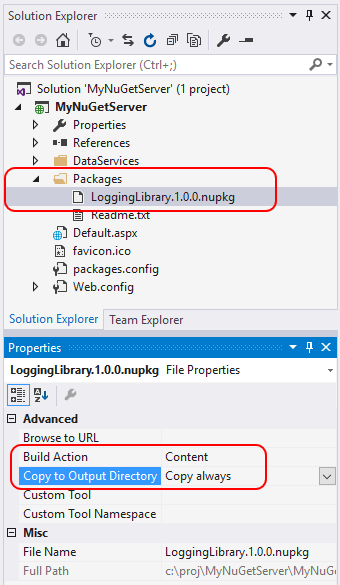 Solution Explorer
Search Solution Explorer (Ctrl+;)
Solution 'MyNuGetServer' (1 project)
MyNuGetServer
Properties
References
DataServices
Packages
LoggingLibrary.1.0.0.nupkg
Readme.txt
Default.aspx
favicon.ico
packages.config
Web.config
Solution Explorer Team Explorer
Properties
LoggingLibrary.1.0.0.nupkg File Properties
Advanced
Browse to URL
Build Action Content
Copy to Output Directory Copy always
Custom Tool
Custom Tool Namespace
Misc
File Name LoggingLibrary.1.0.0.nupkg
Full Path c:\proj\MyNuGetServer\MyNuG